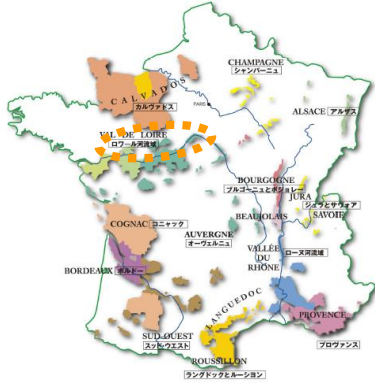 CHAMPAGNE
シャンパーニュ
CALVADOS
カルヴァドス
PARIS
ALSACE アルザス
VAL DE LOIRE
ロワール河流域
BOURGOGNE
ブルゴーニュとボジョレー
JURA
ジュラとサヴォア
SAVOIE
BEAUJOLAIS
COGNAC コニャック
AUVERGNE
オーヴェルニュ
VALLÉE
DU
RHÔNE
ローヌ河流域
BORDEAUX ボルドー
LANGUEDOC
PROVENCE
プロヴァンス
SUD-OUEST
スッド・ウエスト
ROUSSILLON
ラングドックとルーション